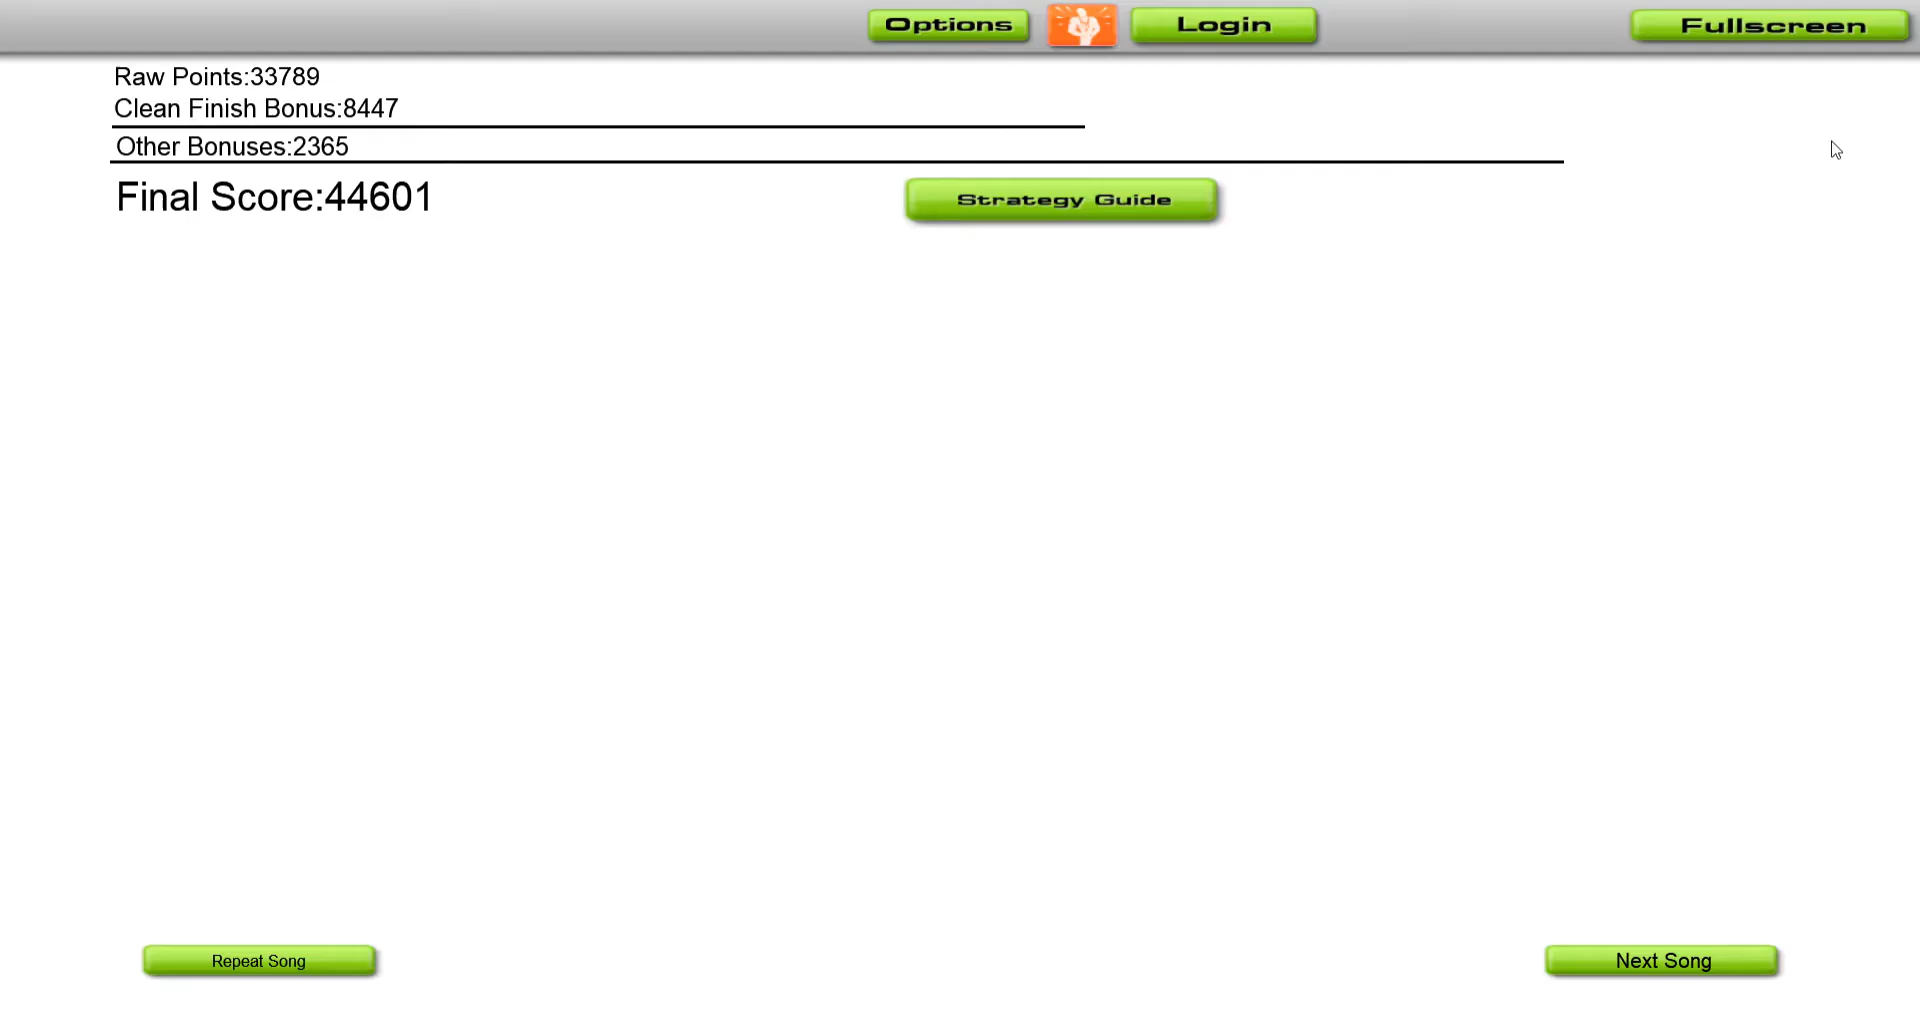 Options Login Fullscreen
Raw Points:33789
Clean Finish Bonus:8447
Other Bonuses:2365
Final Score:44601
Strategy Guide
Repeat Song
Next Song